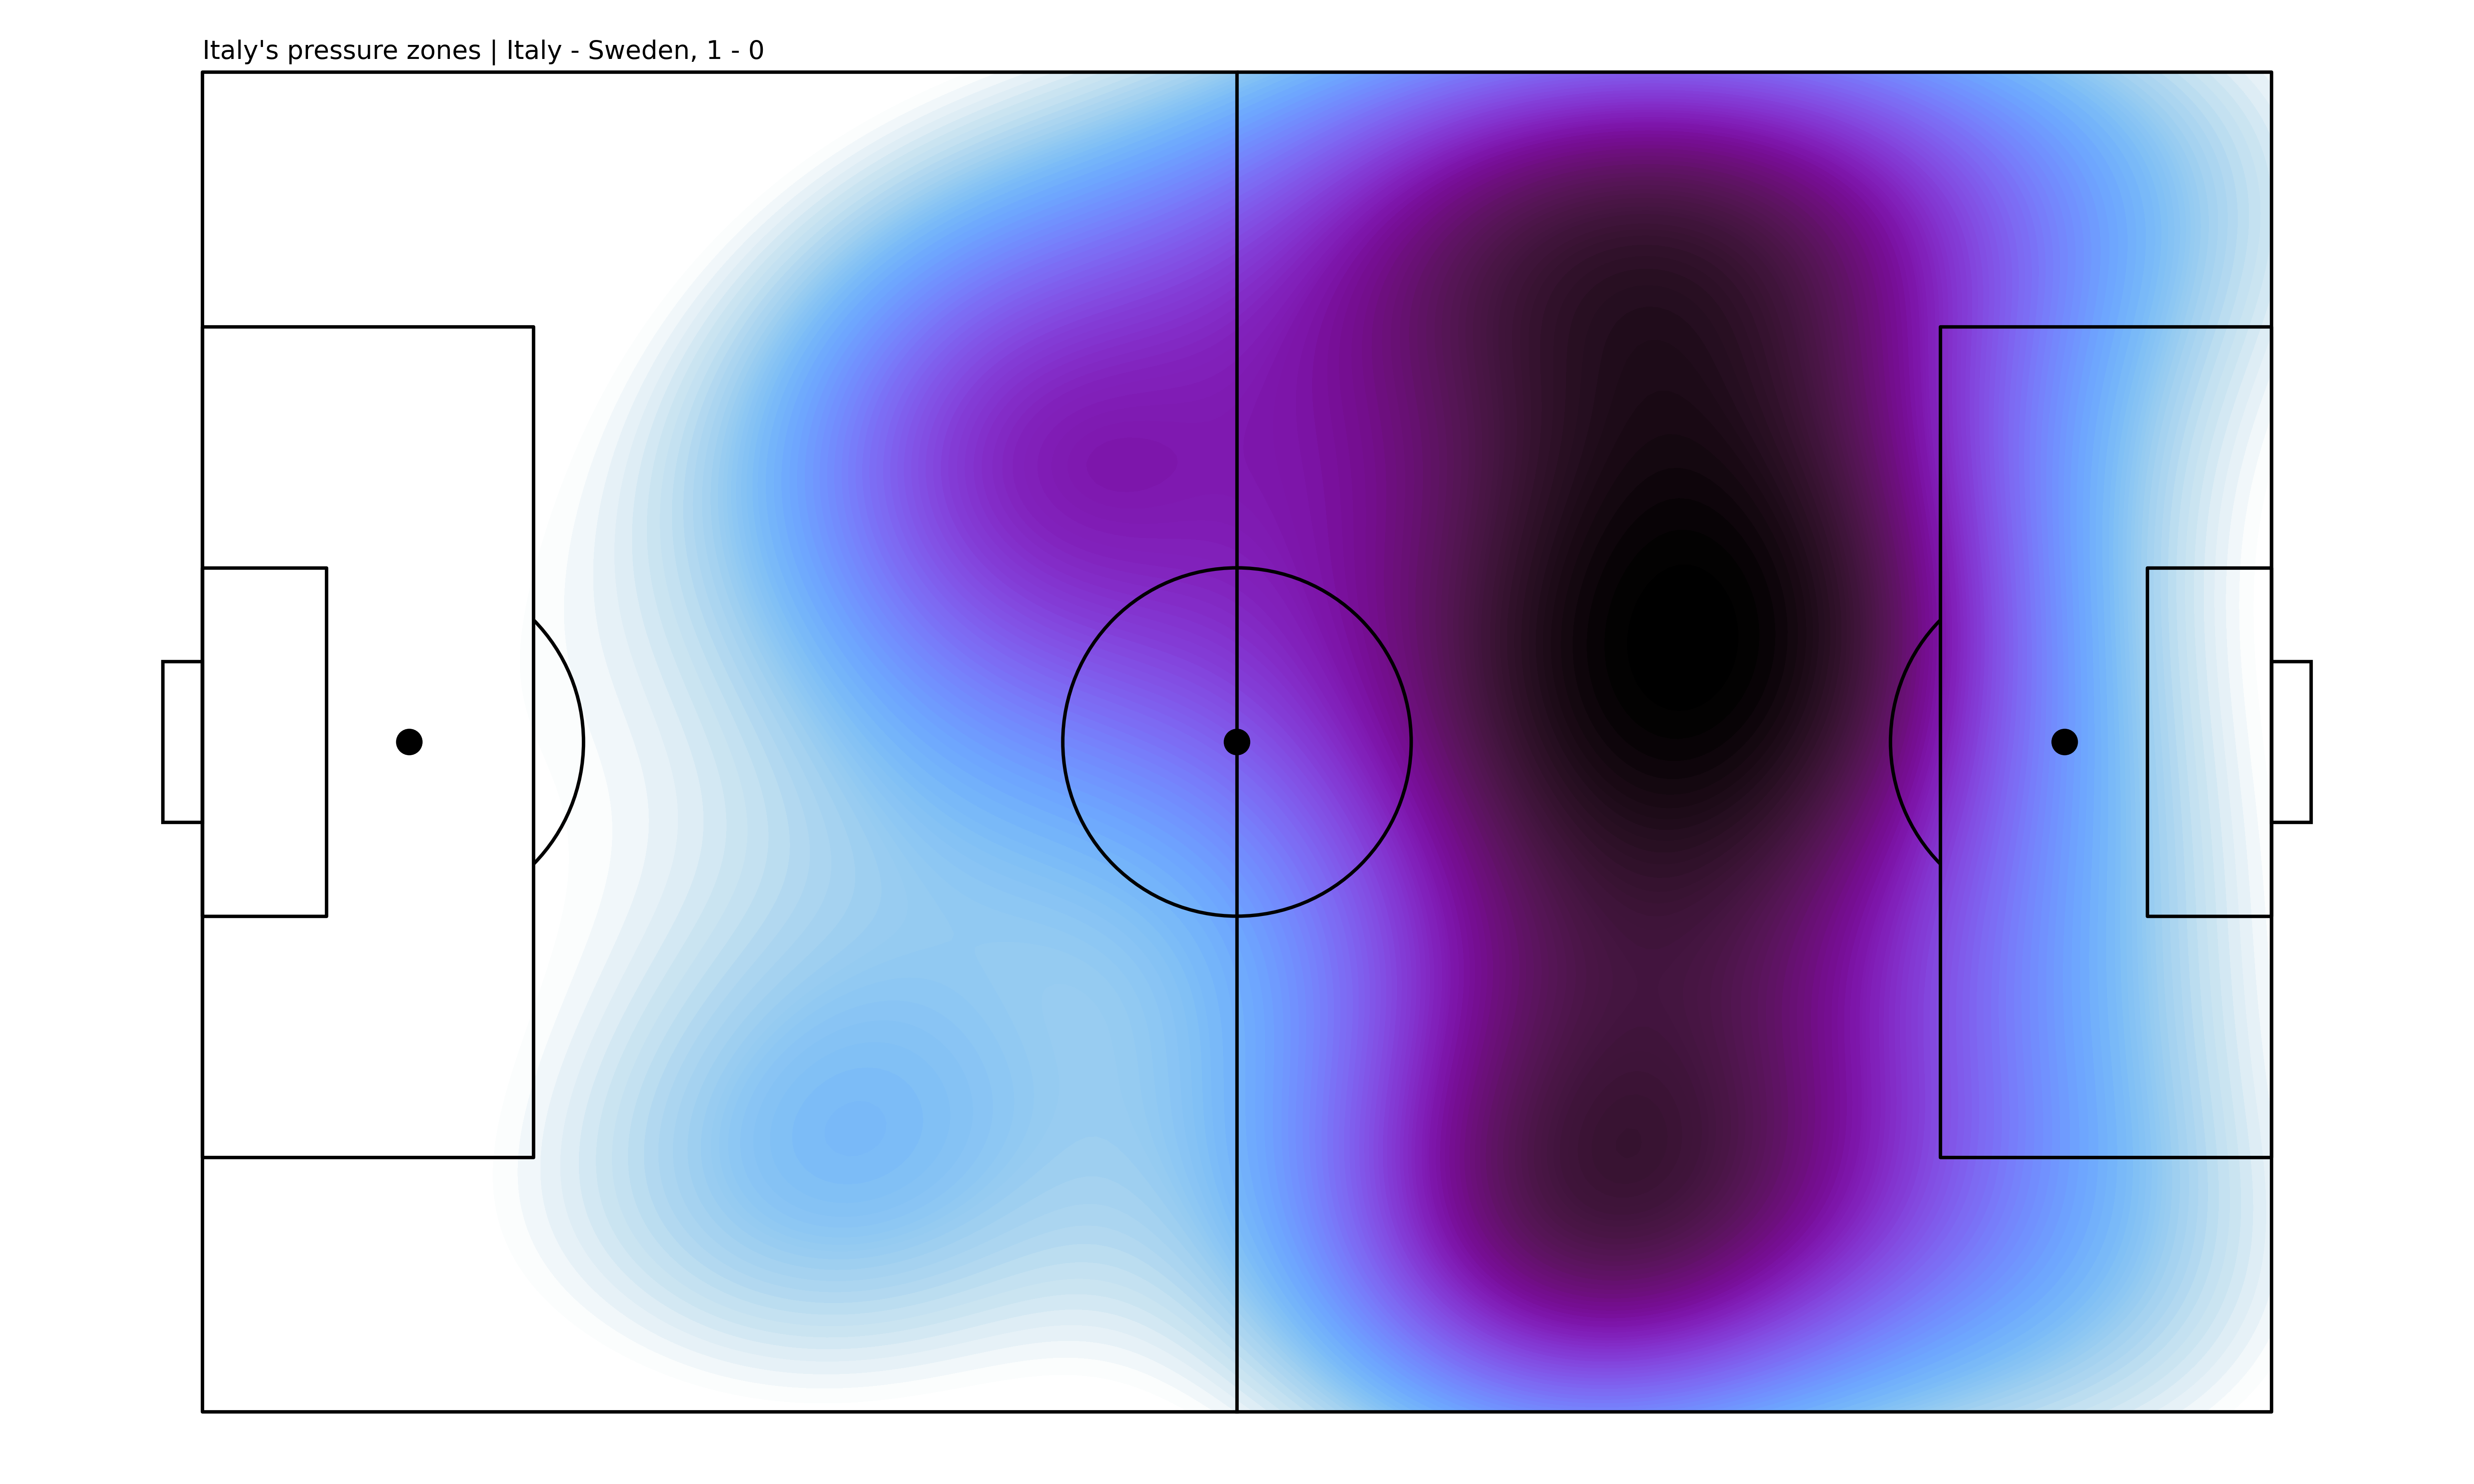 Italy's pressure zones | Italy - Sweden, 1 - 0